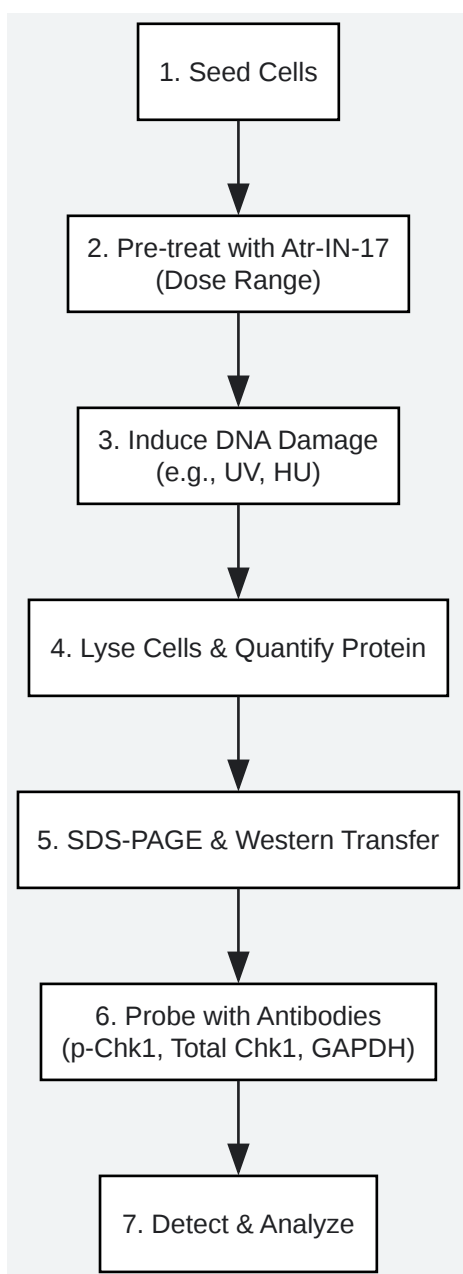 1. Seed Cells
2. Pre-treat with Atr-IN-17
(Dose Range)
3. Induce DNA Damage
(e.g., UV, HU)
4. Lyse Cells & Quantify Protein
5. SDS-PAGE & Western Transfer
6. Probe with Antibodies
(p-Chk1, Total Chk1, GAPDH)
7. Detect & Analyze